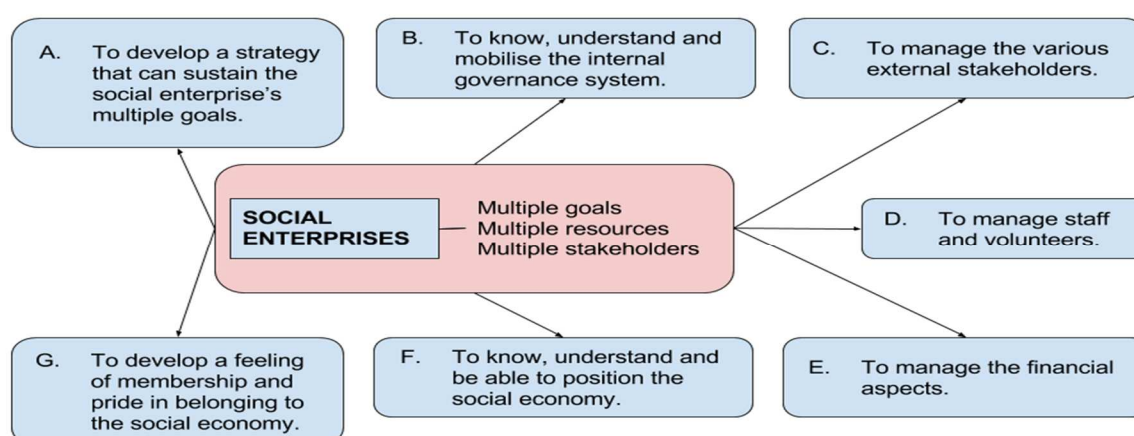 A. To develop a strategy
that can sustain the
social enterprise’s
multiple goals.
B. To know, understand and
mobilise the internal
governance system.
C. To manage the various
external stakeholders.
SOCIAL
ENTERPRISES
Multiple goals
Multiple resources
Multiple stakeholders
D. To manage staff
and volunteers.
G. To develop a feeling
of membership and
pride in belonging to
the social economy.
F. To know, understand and
be able to position the
social economy.
E. To manage the financial
aspects.